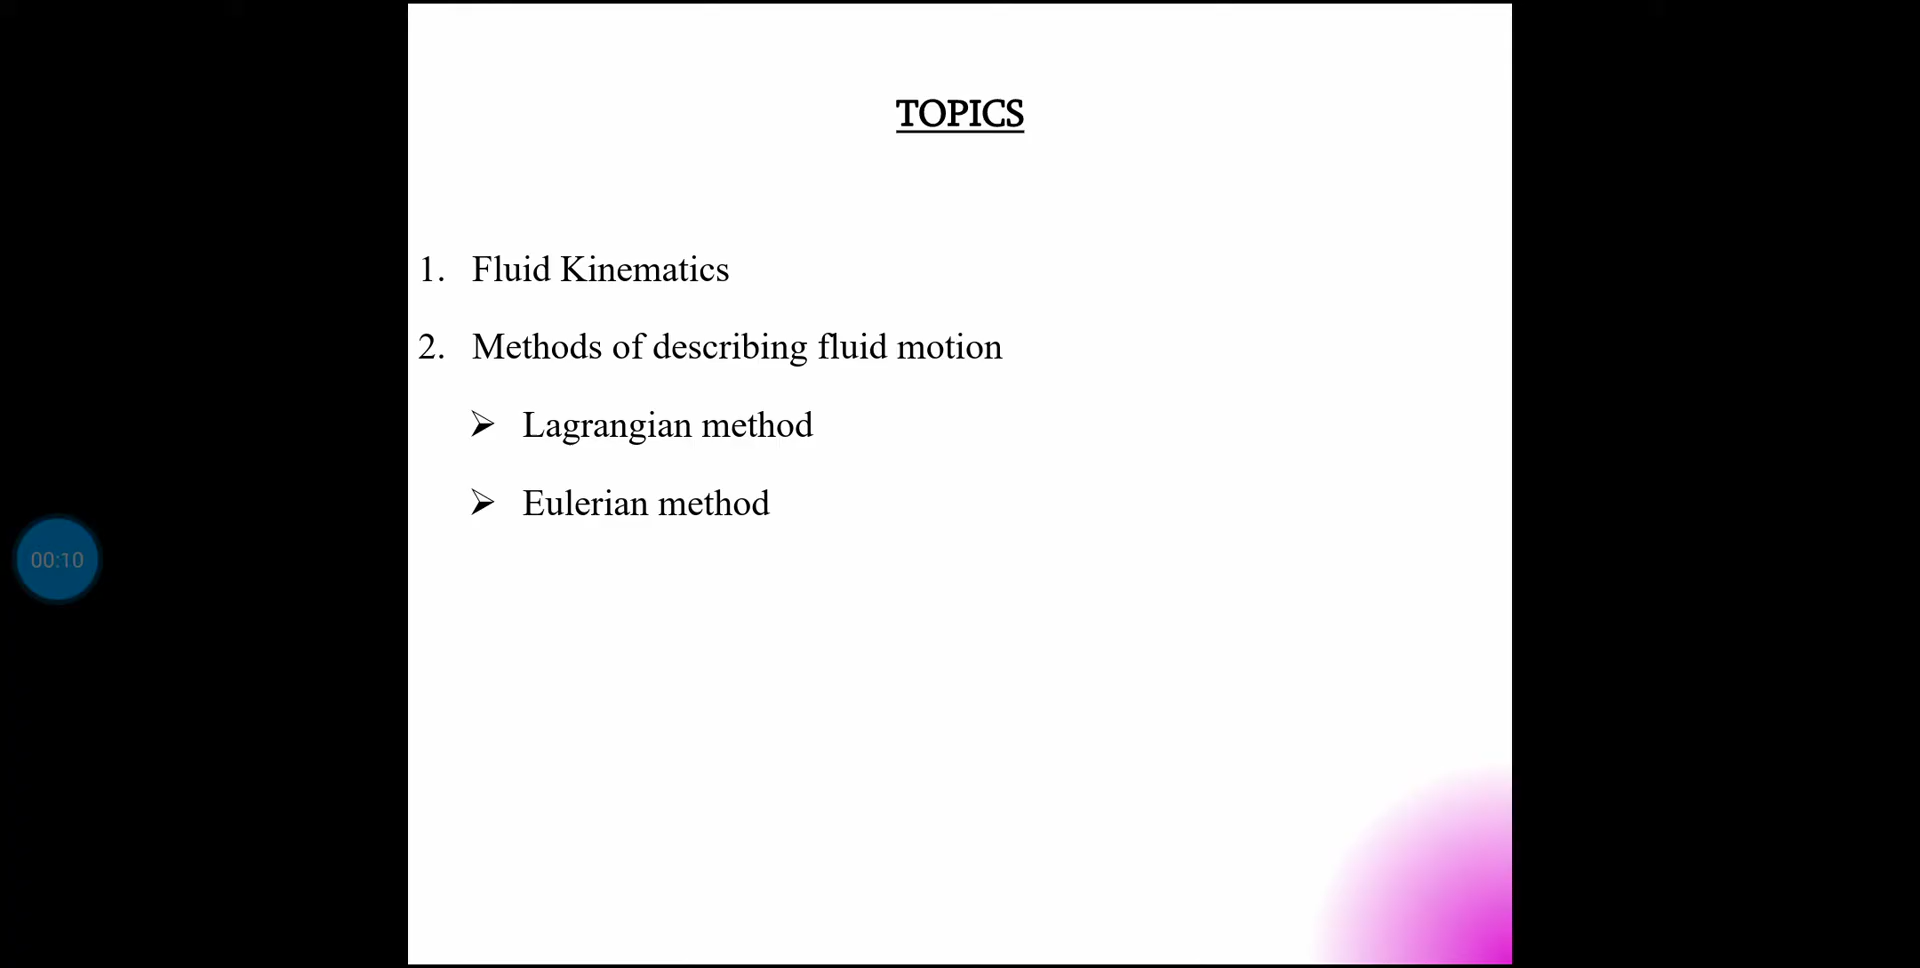 TOPICS
1. Fluid Kinematics
2. Methods of describing fluid motion
➢ Lagrangian method
➢ Eulerian method
00:10